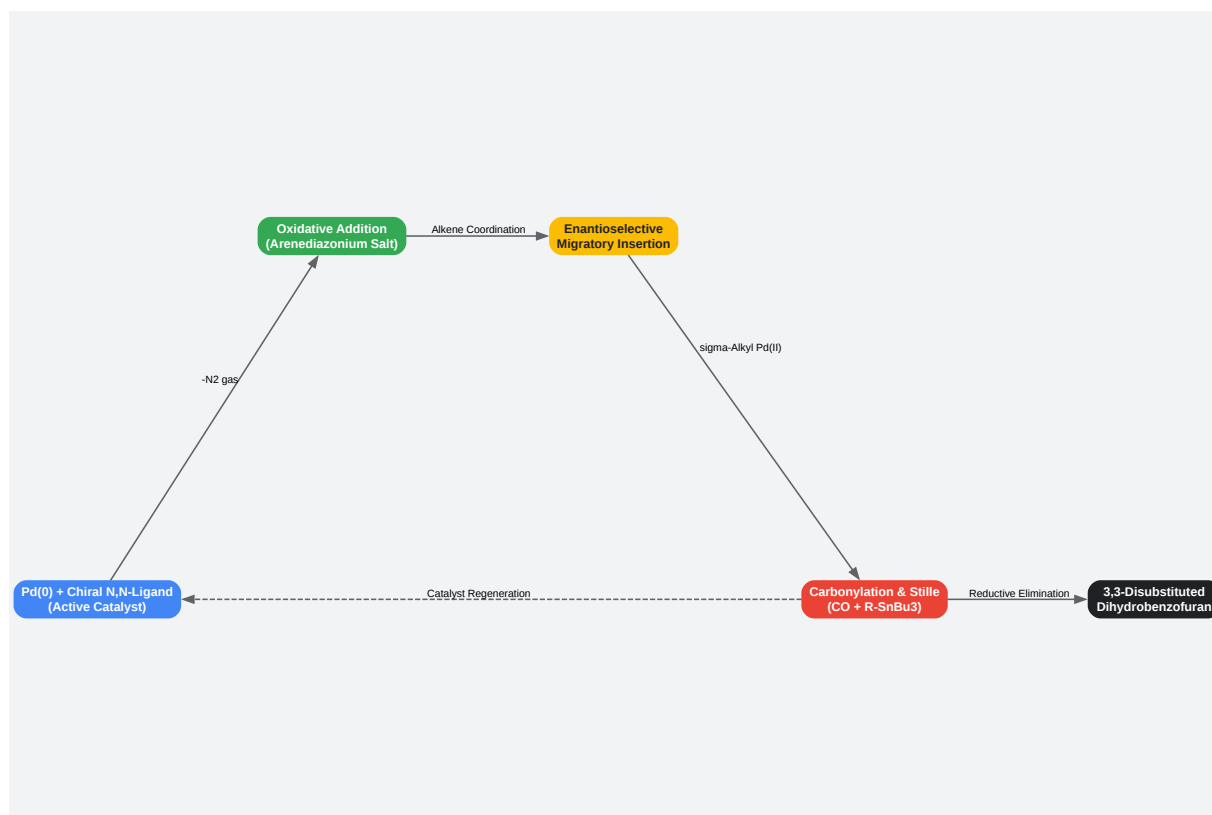 Oxidative Addition
(Arenediazonium Salt)
Alkene Coordination
Enantioselective
Migratory Insertion
sigma-Alkyl Pd(II)
-N2 gas
Pd(0) + Chiral N,N-Ligand
(Active Catalyst)
Catalyst Regeneration
Carbonylation & Stille
(CO + R-SnBu3)
Reductive Elimination
3,3-Disubstituted
Dihydrobenzofuran